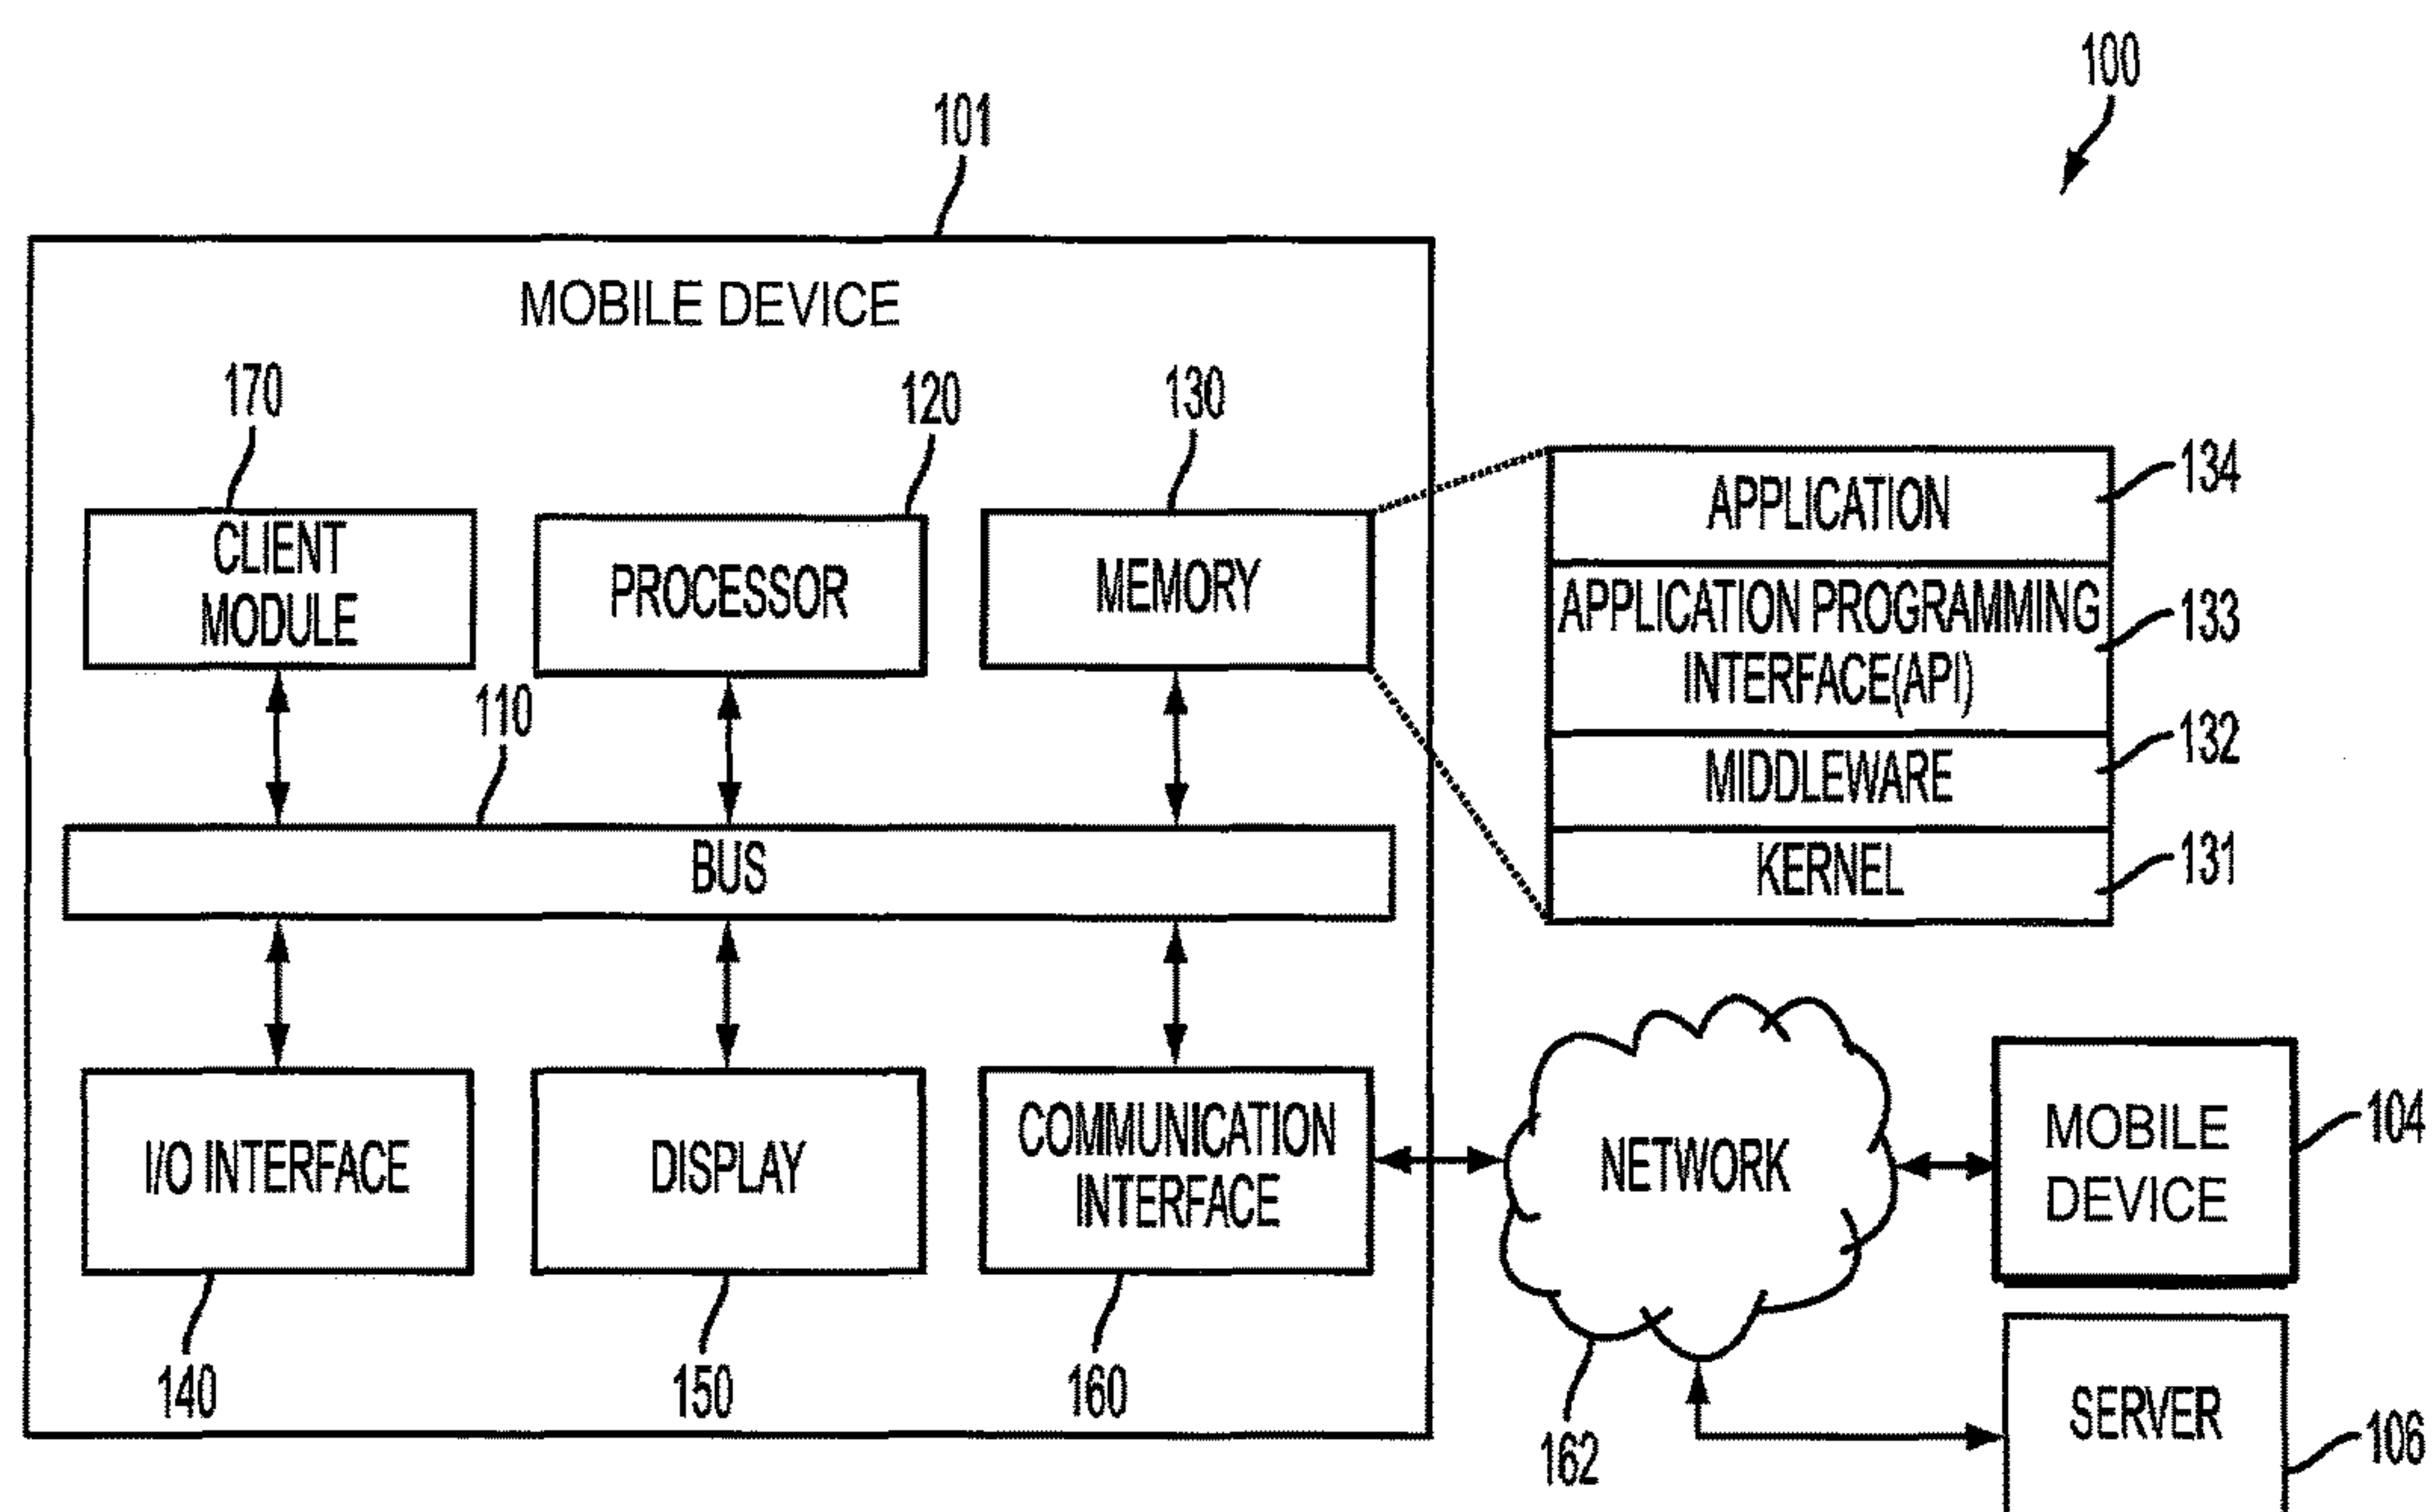 100
101
MOBILE DEVICE
170
120
130
CLIENT
MODULE
PROCESSOR
MEMORY
110
BUS
I/O INTERFACE
DISPLAY
COMMUNICATION
INTERFACE
140
150
160
APPLICATION
134
APPLICATION PROGRAMMING
INTERFACE(API)
133
MIDDLEWARE
132
KERNEL
131
NETWORK
162
MOBILE
DEVICE
104
SERVER
106